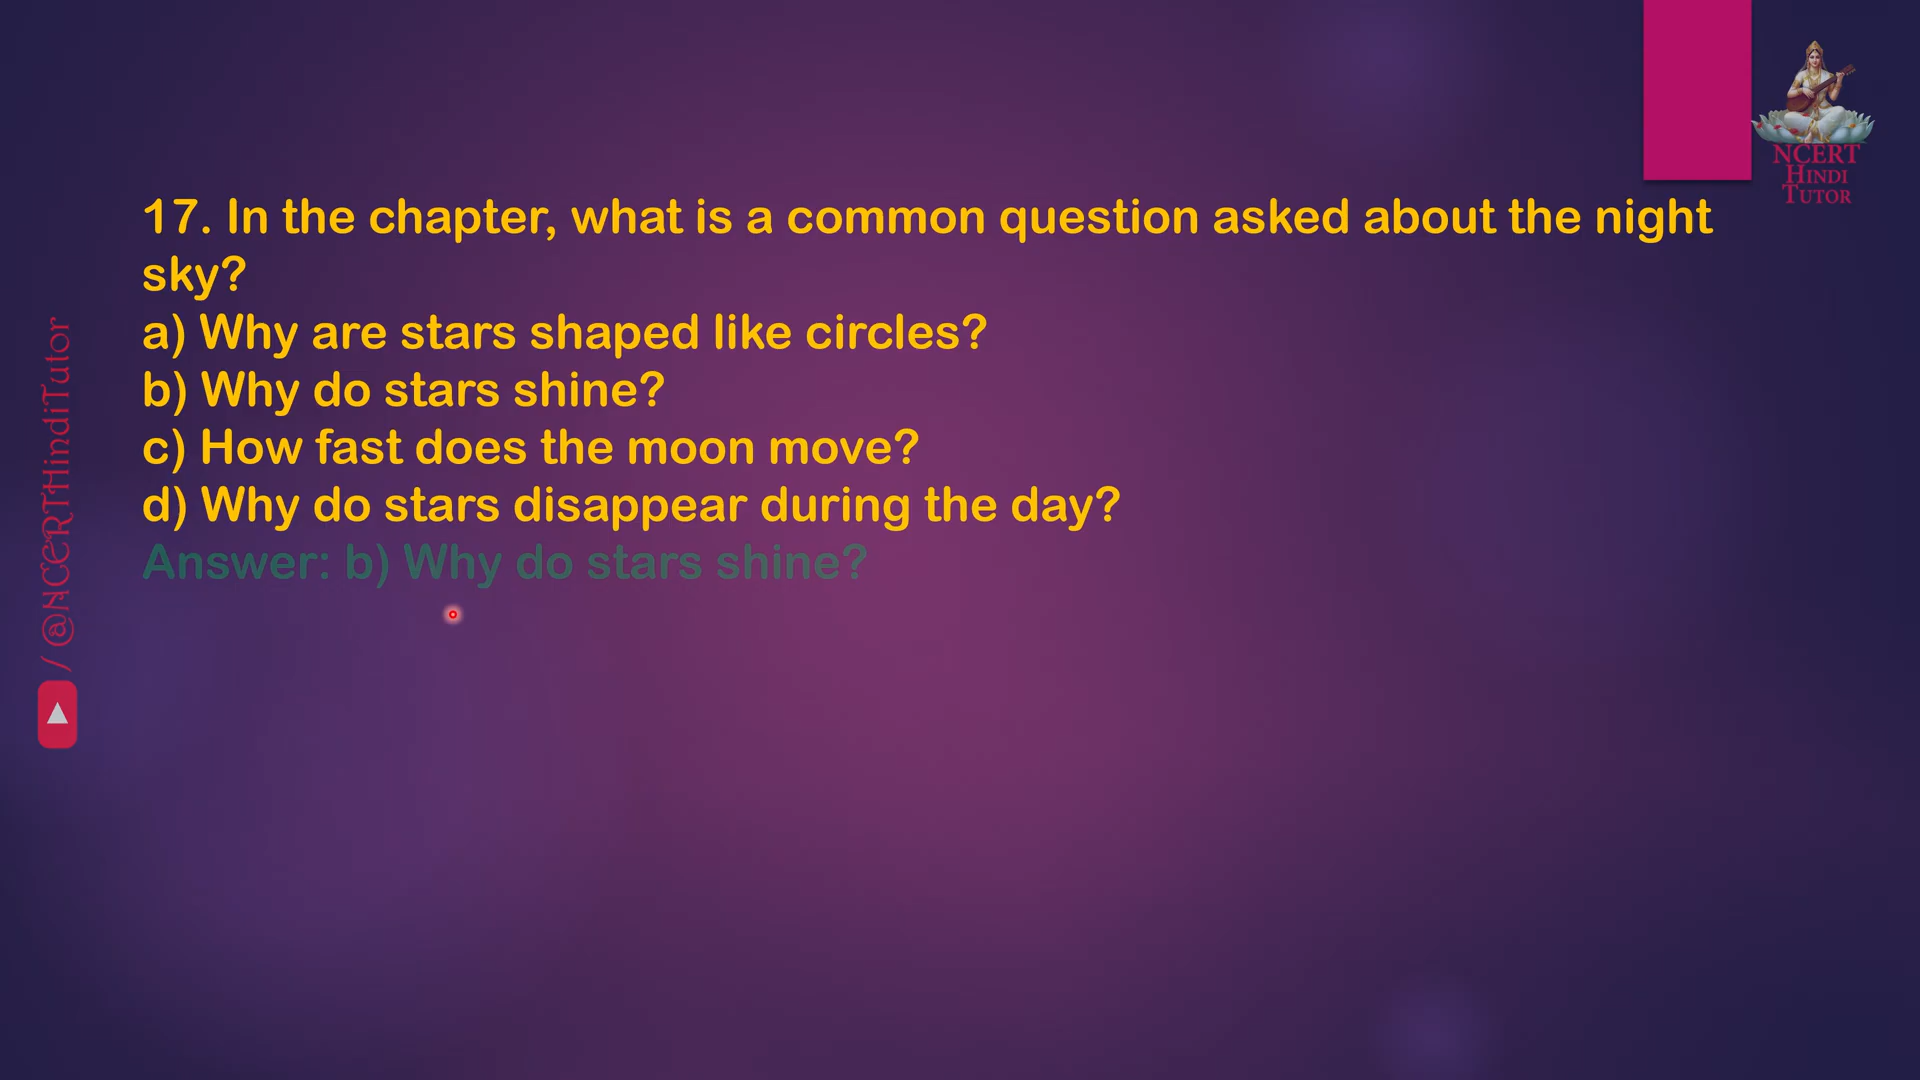 NCERT
HINDI
TUTOR
17. In the chapter, what is a common question asked about the night
sky?
a) Why are stars shaped like circles?
b) Why do stars shine?
c) How fast does the moon move?
d) Why do stars disappear during the day?
Answer: b) Why do stars shine?
/ @NCERTHindiTutor